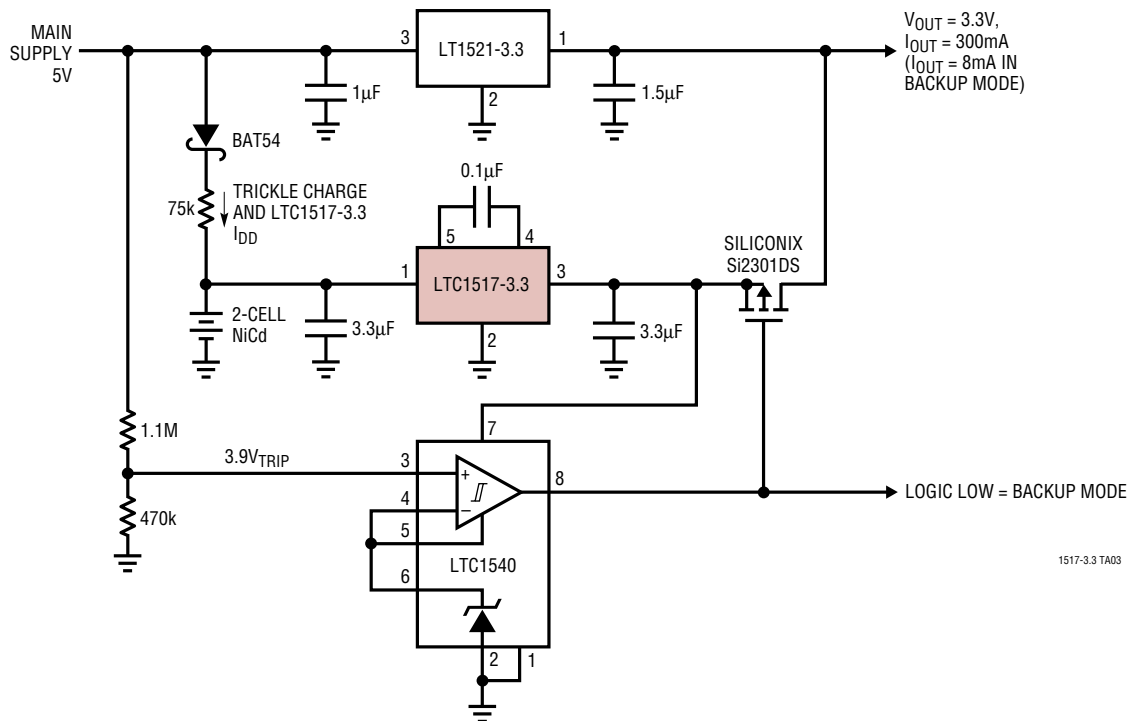 MAIN
SUPPLY
5V
3
LT1521-3.3
1
2
1µF
1.5µF
VOUT = 3.3V,
IOUT = 300mA
(IOUT = 8mA IN
BACKUP MODE)
BAT54
75k
TRICKLE CHARGE
AND LTC1517-3.3
IDD
0.1µF
5
4
1
LTC1517-3.3
3
2
SILICONIX
Si2301DS
2-CELL
NiCd
3.3µF
3.3µF
1.1M
3.9VTRIP
470k
7
3
+
4
–
5
6
8
LTC1540
2
1
LOGIC LOW = BACKUP MODE
1517-3.3 TA03